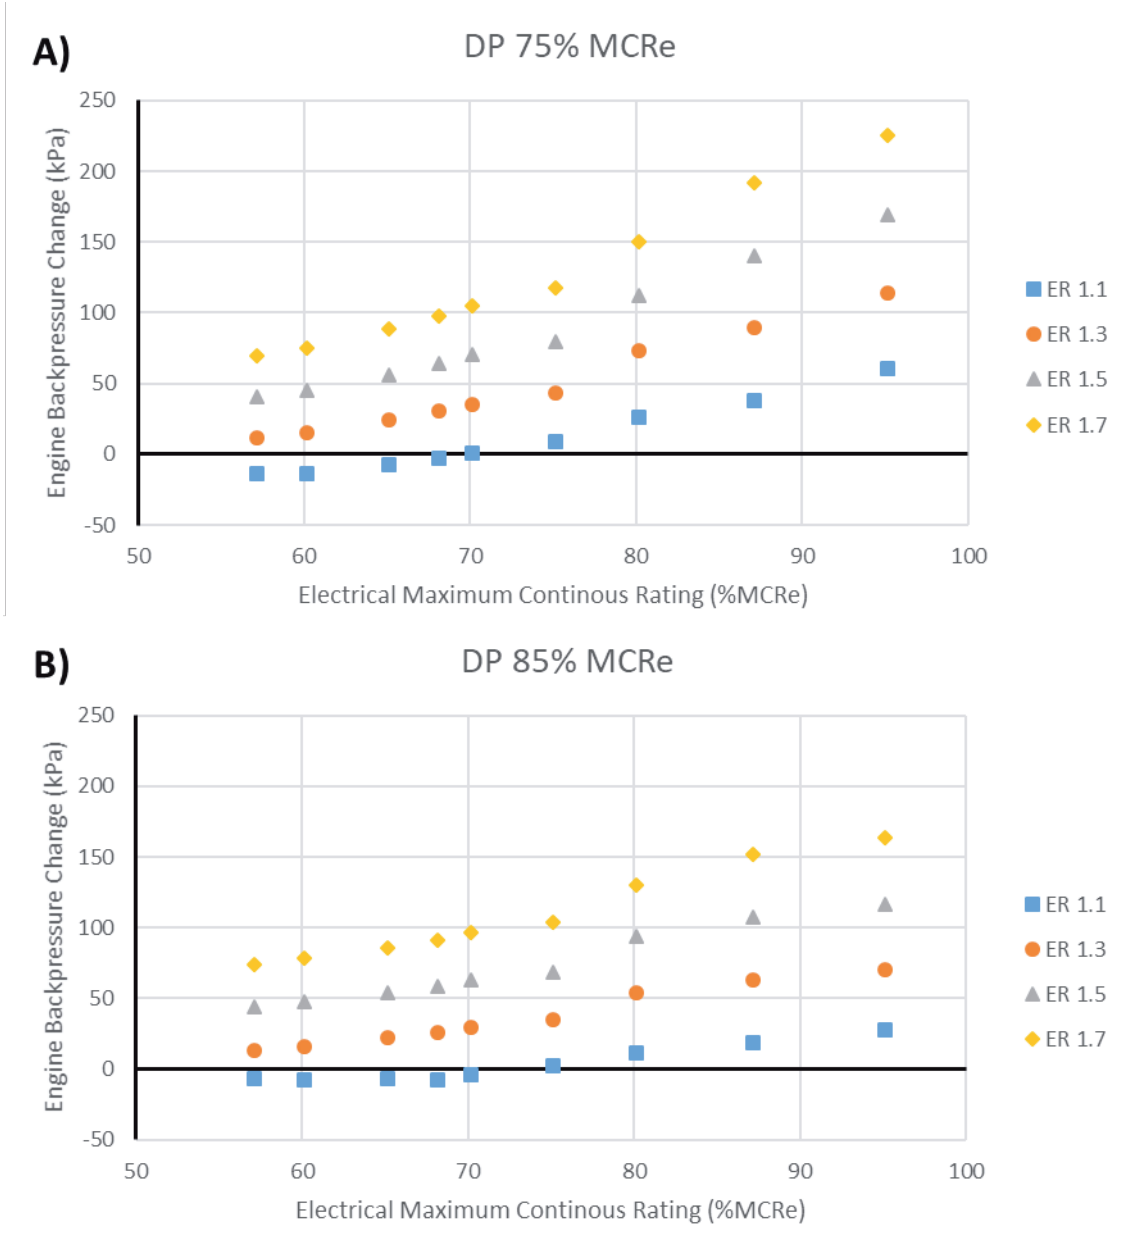 A)
DP 75% MCRe
Engine Backpressure Change (kPa)
250
200
150
100
50
0
-50
50 60 70 80 90 100
Electrical Maximum Continous Rating (%MCRe)
ER 1.1
ER 1.3
ER 1.5
ER 1.7
B)
DP 85% MCRe
Engine Backpressure Change (kPa)
250
200
150
100
50
0
-50
50 60 70 80 90 100
Electrical Maximum Continous Rating (%MCRe)
ER 1.1
ER 1.3
ER 1.5
ER 1.7